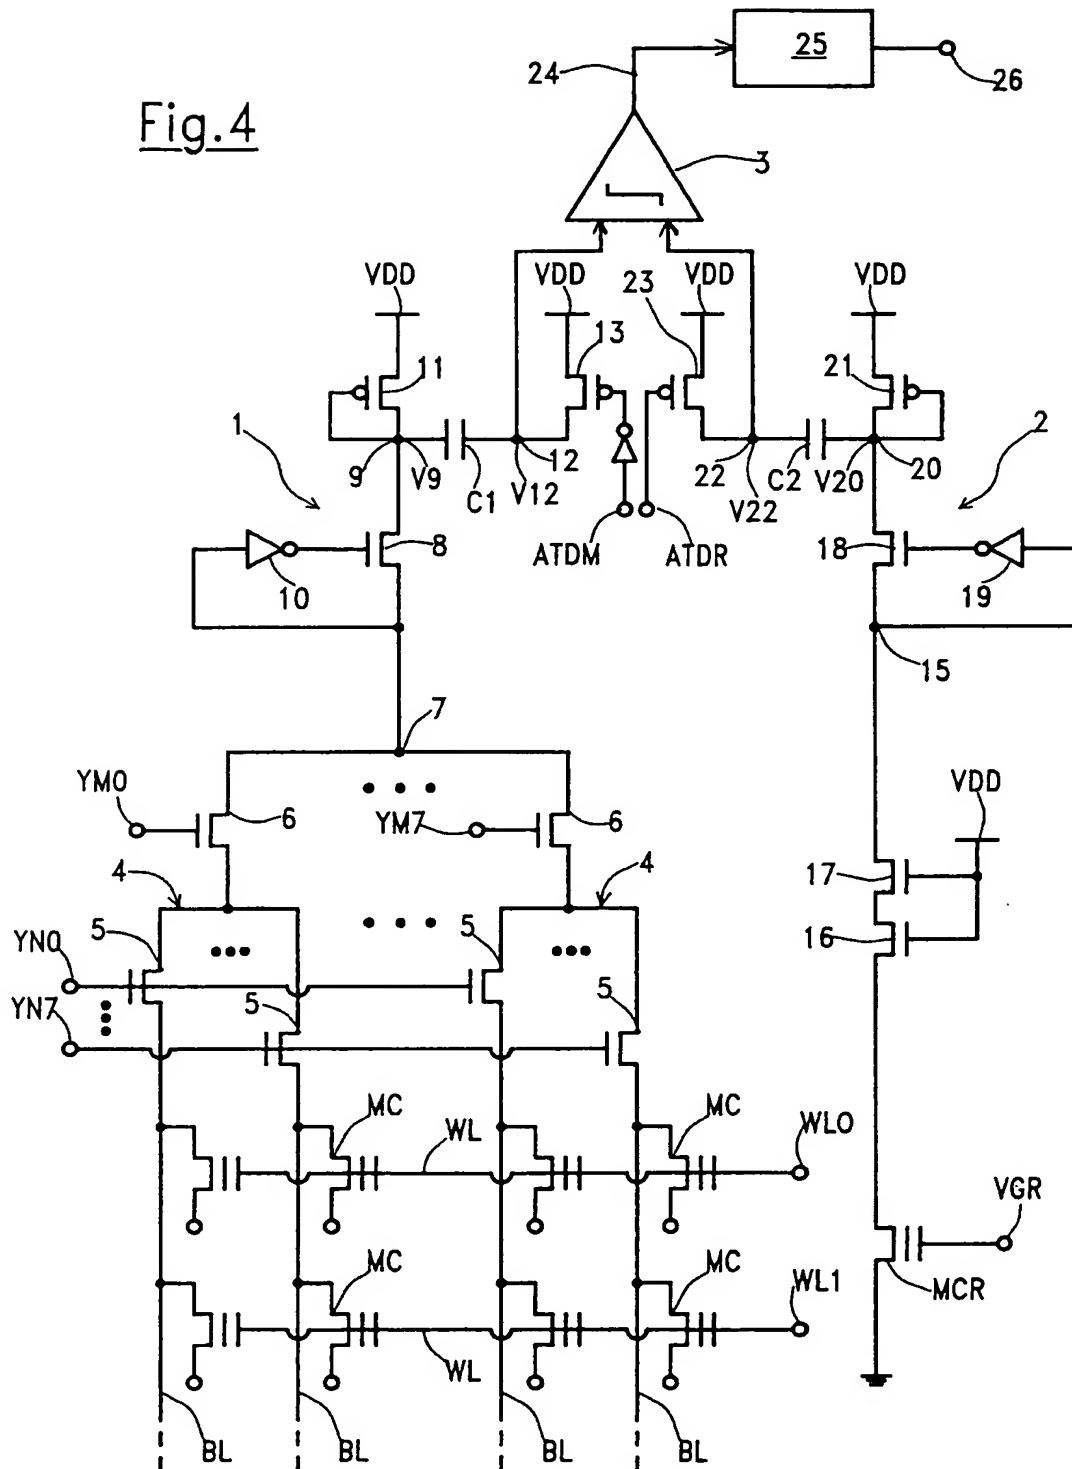 25
24
26
Fig.4
3
VDD
VDD
23
VDD
VDD
13
11
21
1
2
9
V9
C1
12
V12
22
V22
C2
V20
20
8
ATDM
ATDR
18
10
19
15
7
YM0
6
YM7
6
VDD
4
4
17
5
5
16
YN0
YN7
5
5
MC
WL
MC
WL0
VGR
MC
MC
WL1
MCR
WL
BL
BL
BL
BL